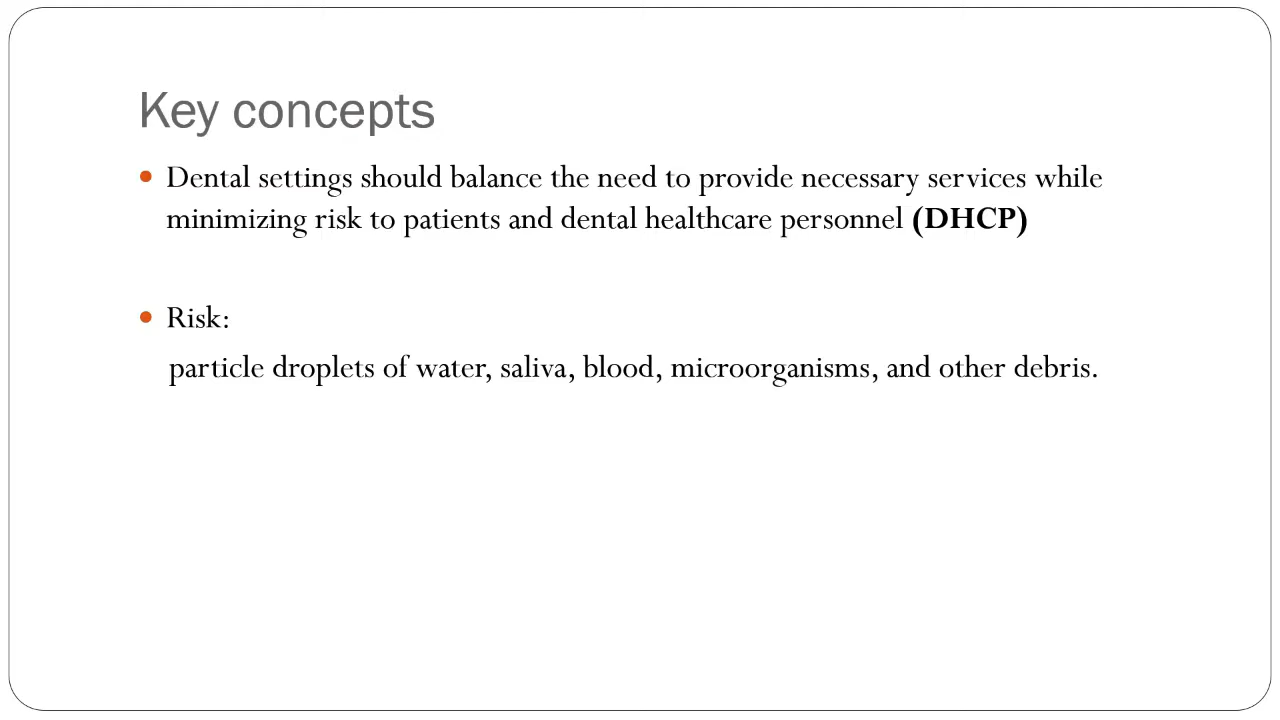 Key concepts
Dental settings should balance the need to provide necessary services while
minimizing risk to patients and dental healthcare personnel (DHCP)
Risk:
particle droplets of water, saliva, blood, microorganisms, and other debris.